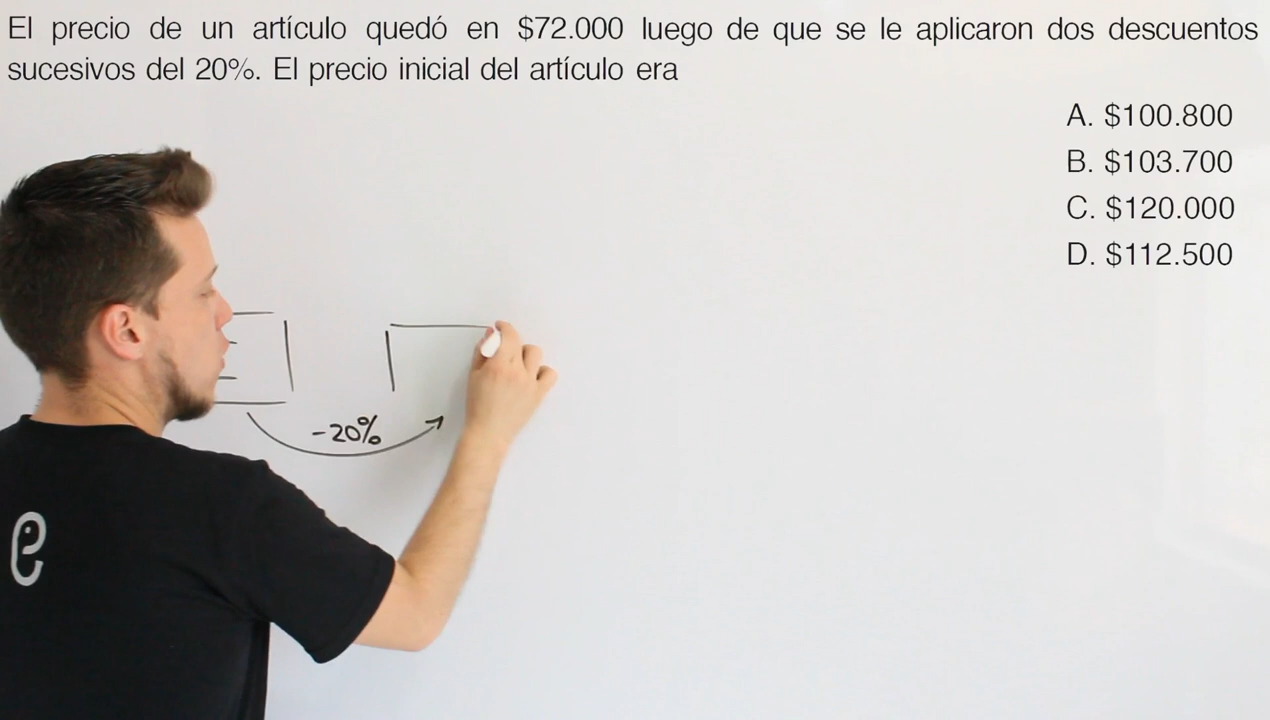 El precio de un artículo quedó en $72.000 luego de que se le aplicaron dos descuentos
sucesivos del 20%. El precio inicial del artículo era
A. $100.800
B. $103.700
C. $120.000
D. $112.500
-20%
e